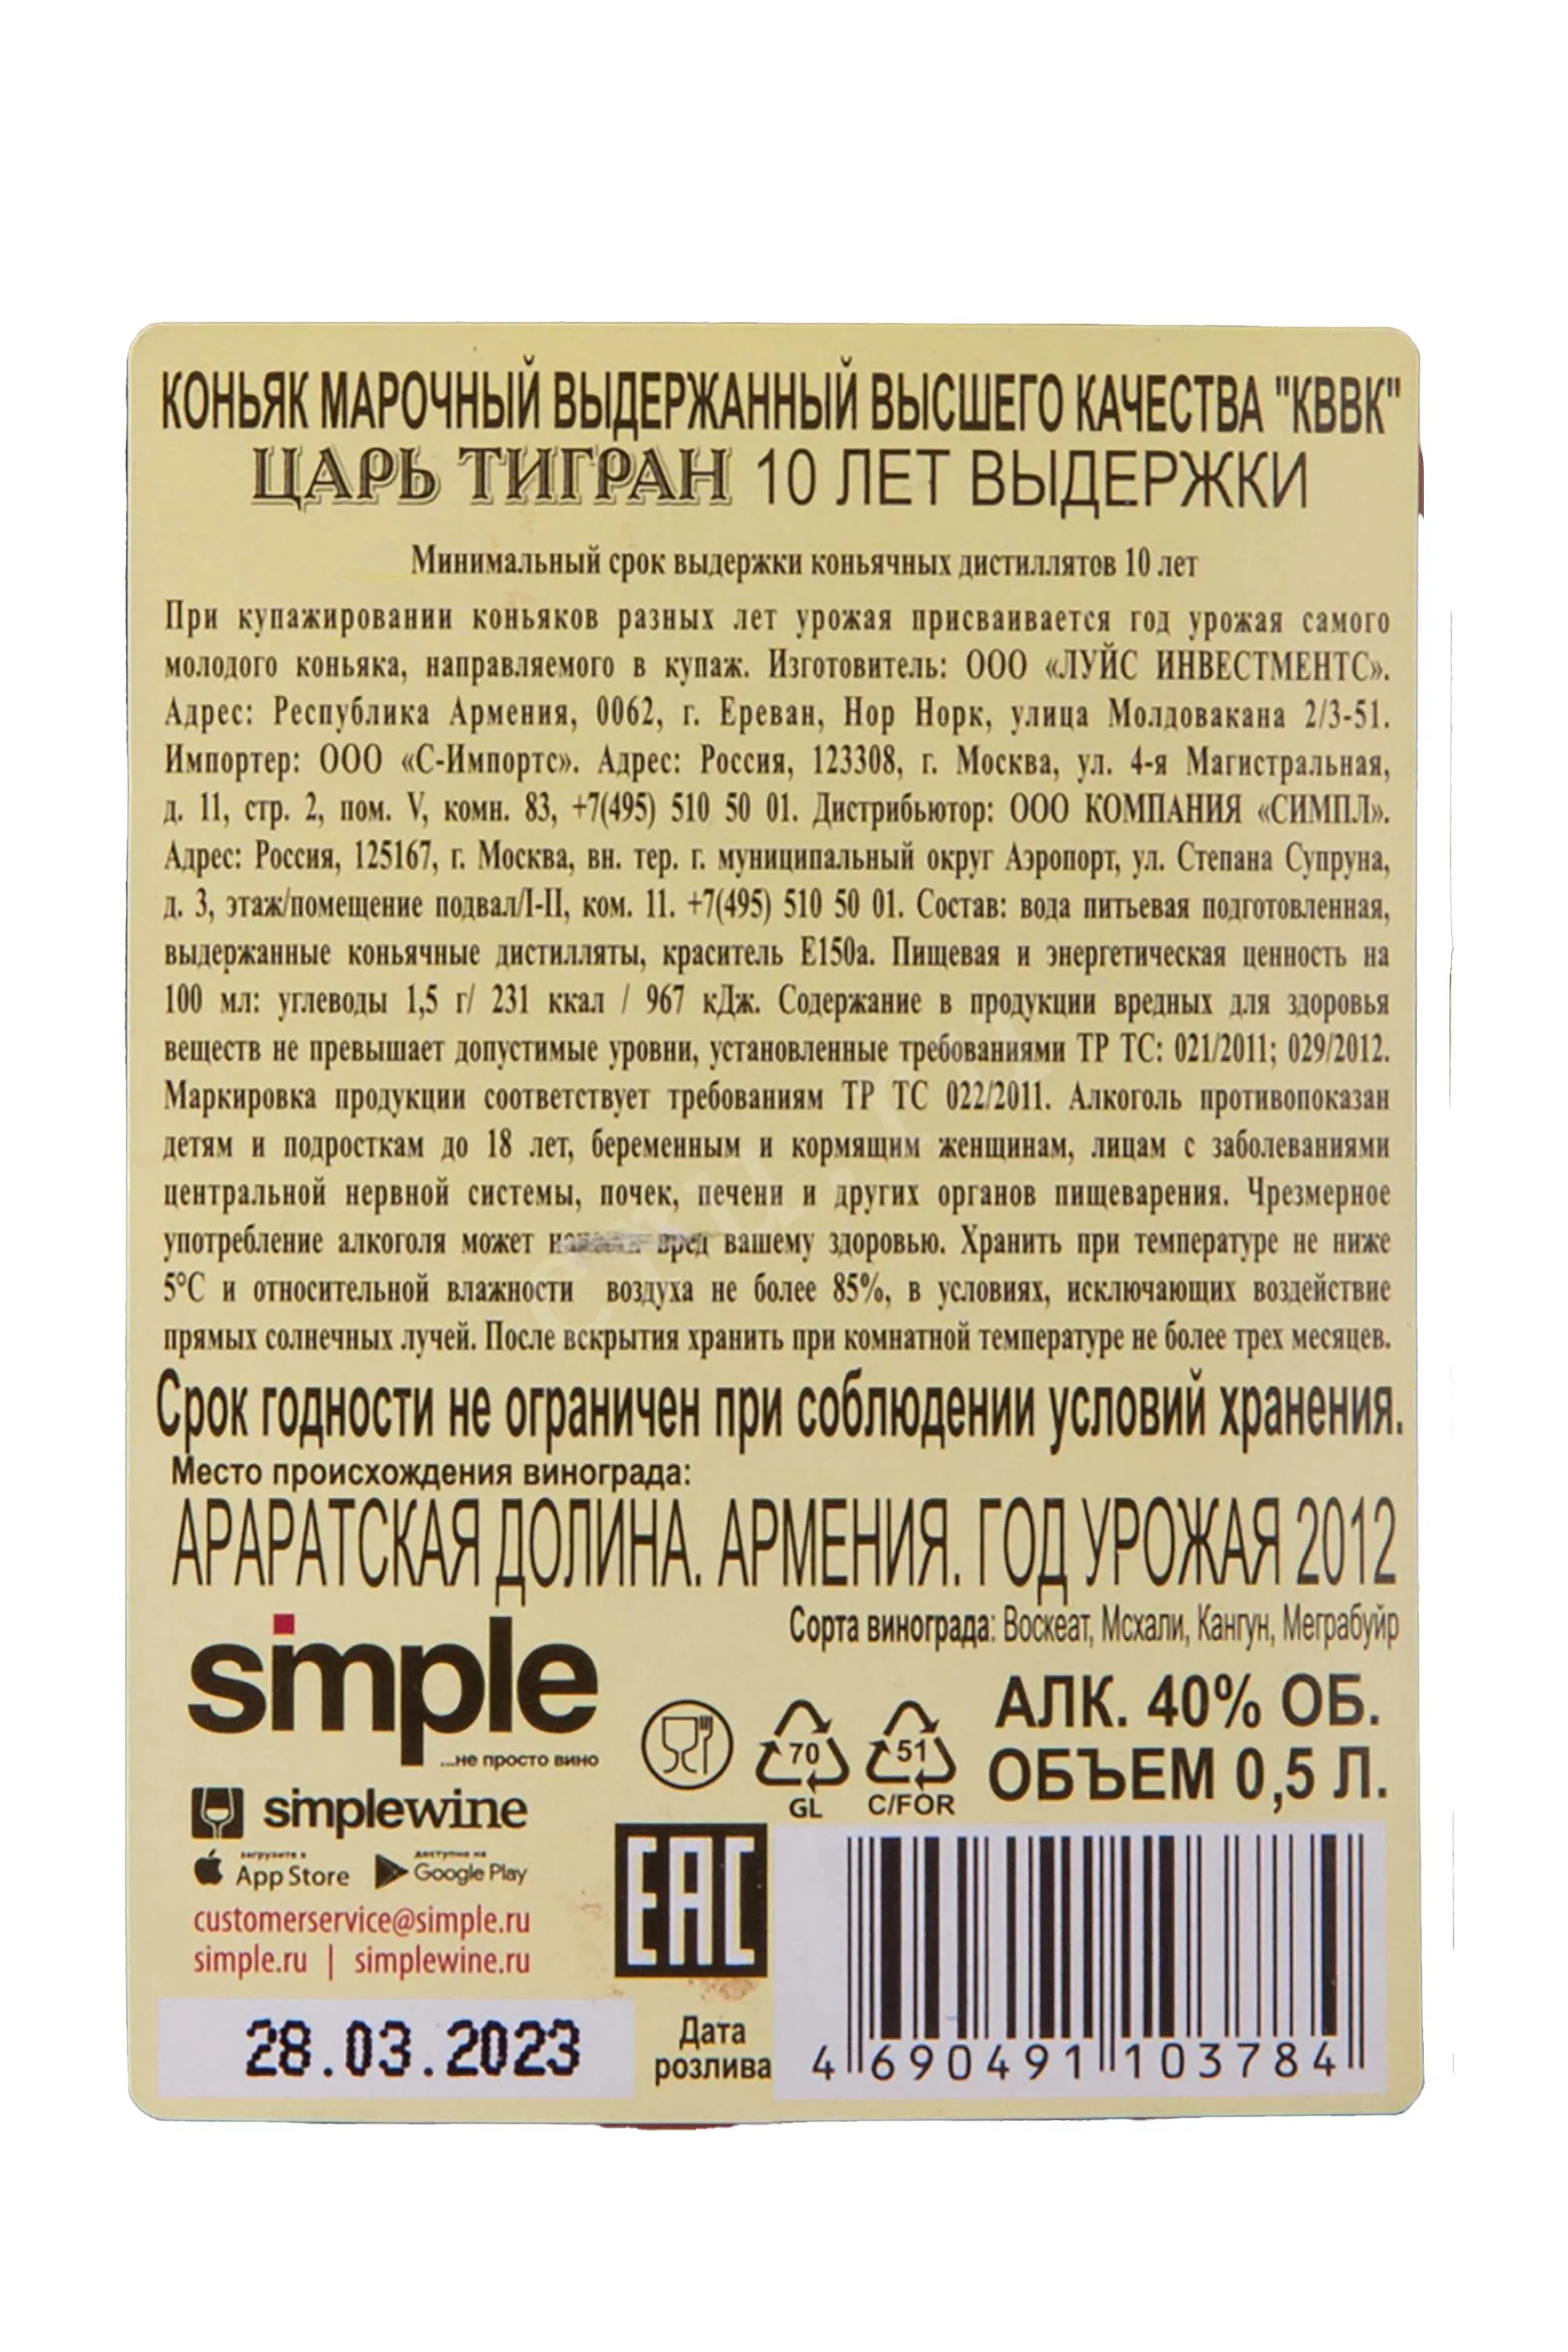 КОНЬЯК МАРОЧНЫЙ ВЫДЕРЖАННЫЙ ВЫСШЕГО КАЧЕСТВА "КВВК"
ЦАРЬ ТИГРАН 10 ЛЕТ ВЫДЕРЖКИ
Минимальный срок выдержки коньячных дистиллятов 10 лет
При купажировании коньяков разных лет урожая присваивается год урожая самого
молодого коньяка, направляемого в купаж. Изготовитель: ООО «ЛУЙС ИНВЕСТМЕНТС».
Адрес: Республика Армения, 0062, г. Ереван, Нор Норк, улица Молдовакана 2/3-51.
Импортер: ООО «С-Импортс». Адрес: Россия, 123308, г. Москва, ул. 4-я Магистральная,
д. 11, стр. 2, пом. V, комн. 83, +7(495) 510 50 01. Дистрибьютор: ООО КОМПАНИЯ «СИМПЛ».
Адрес: Россия, 125167, г. Москва, вн. тер. г. муниципальный округ Аэропорт, ул. Степана Супруна,
д. 3, этаж/помещение подвал/I-II, ком. 11. +7(495) 510 50 01. Состав: вода питьевая подготовленная,
выдержанные коньячные дистилляты, краситель Е150а. Пищевая и энергетическая ценность на
100 мл: углеводы 1,5 г/ 231 ккал / 967 кДж. Содержание в продукции вредных для здоровья
веществ не превышает допустимые уровни, установленные требованиями ТР ТС: 021/2011; 029/2012.
Маркировка продукции соответствует требованиям ТР ТС 022/2011. Алкоголь противопоказан
детям и подросткам до 18 лет, беременным и кормящим женщинам, лицам с заболеваниями
центральной нервной системы, почек, печени и других органов пищеварения. Чрезмерное
употребление алкоголя может вред вашему здоровью. Хранить при температуре не ниже
5°С и относительной влажности воздуха не более 85%, в условиях, исключающих воздействие
прямых солнечных лучей. После вскрытия хранить при комнатной температуре не более трех месяцев.
Срок годности не ограничен при соблюдении условий хранения.
Место происхождения винограда:
АРАРАТСКАЯ ДОЛИНА. АРМЕНИЯ. ГОД УРОЖАЯ 2012
Сорта винограда: Воскеат, Мсхали, Кангун, Меграбуйр
simple
...не просто вино
АЛК. 40% ОБ.
ОБЪЕМ 0,5 Л.
70
GL
51
C/FOR
simplewine
загрузите в
App Store
доступно на
Google Play
customerservice@simple.ru
simple.ru | simplewine.ru
EAC
28.03.2023
Дата
розлива
4 690491 103784